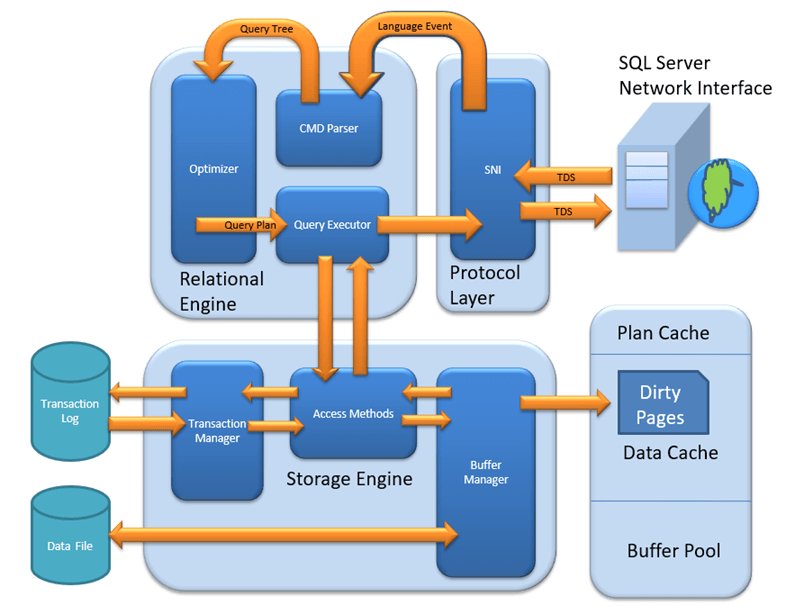 Query Tree
Language Event
SQL Server
Network Interface
CMD Parser
Optimizer
SNI
TDS
TDS
Query Plan
Query Executor
Relational
Engine
Protocol
Layer
Plan Cache
Dirty
Pages
Data Cache
Buffer Pool
Transaction
Log
Transaction
Manager
Access Methods
Storage Engine
Buffer
Manager
Data File